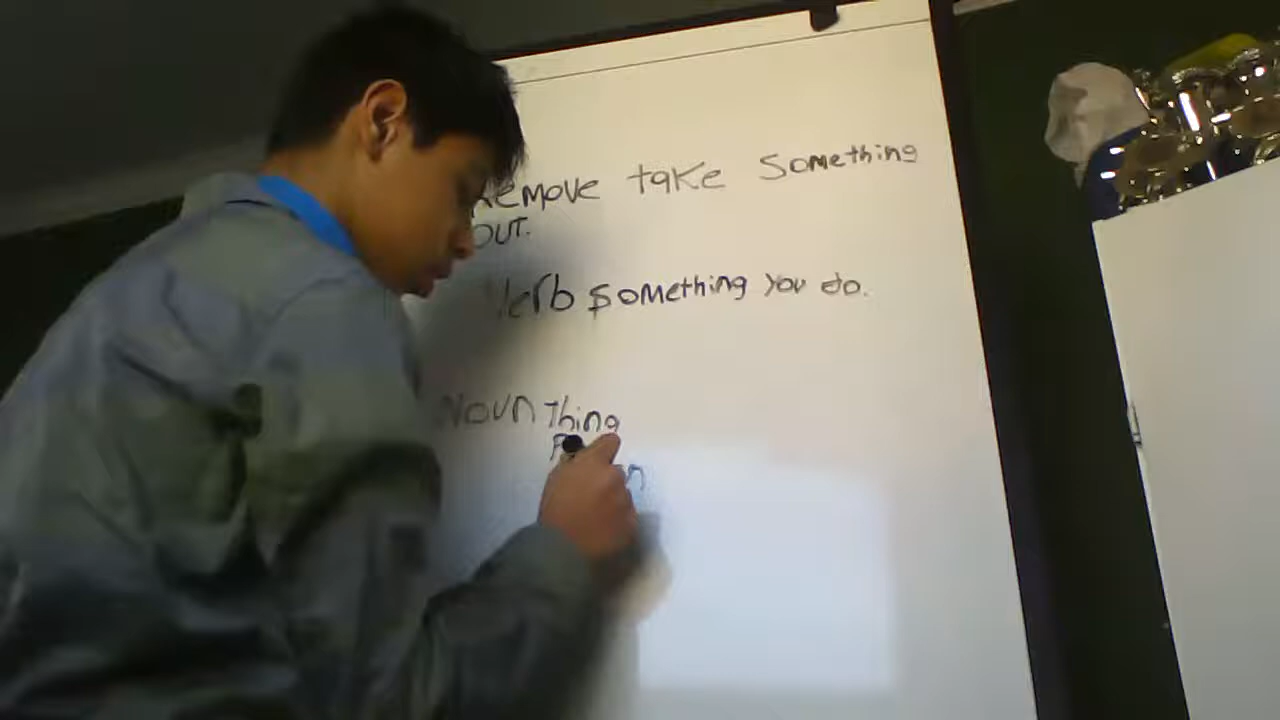 Remove take something
out.
Verb something you do.
Noun thing